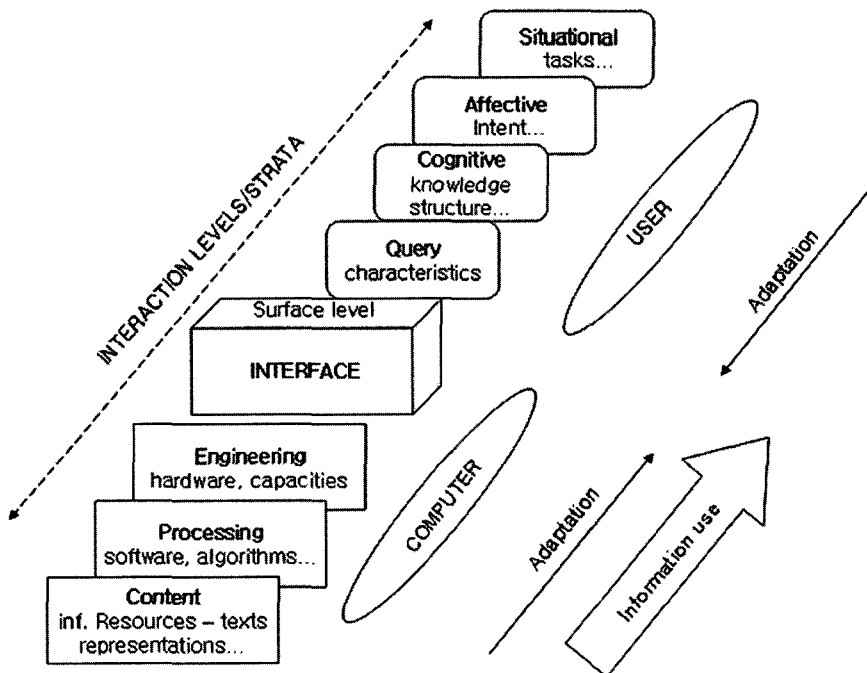 Situational
tasks...
Affective
Intent...
Cognitive
knowledge
structure...
Query
characteristics
Surface level
INTERFACE
Engineering
hardware, capacities
Processing
software, algorithms...
Content
inf. Resources – texts
representations...
INTERACTION LEVELS/STRATA
USER
COMPUTER
Adaptation
Adaptation
Information use